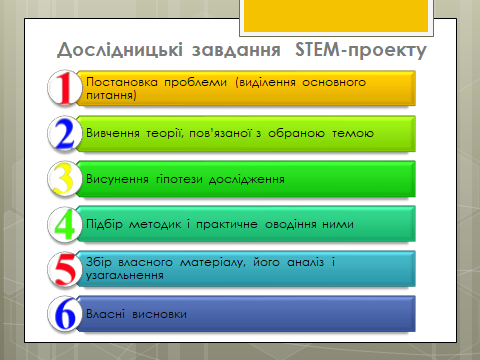 Дослідницькі завдання STEM-проекту
1 Постановка проблеми (виділення основного
питання)
2 Вивчення теорії, пов'язаної з обраною темою
3 Висунення гіпотези дослідження
4 Підбір методик і практичне оводіння ними
5 Збір власного матеріалу, його аналіз і
узагальнення
6 Власні висновки